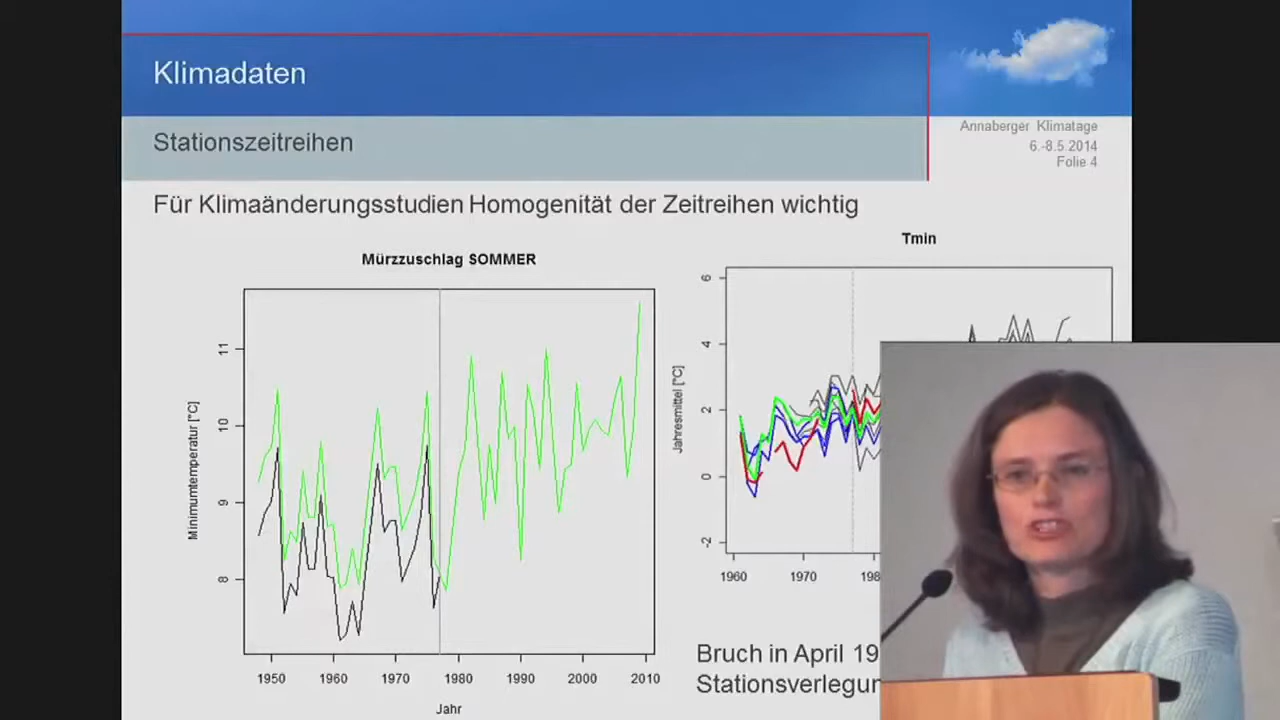 Klimadaten
Stationszeitreihen
Annaberger Klimatage
6.-8.5.2014
Folie 4
Für Klimaänderungsstudien Homogenität der Zeitreihen wichtig
Mürzzuschlag SOMMER
Minimumtemperatur [°C]
11
10
9
8
1950 1960 1970 1980 1990 2000 2010
Jahr
Tmin
Jahresmittel [°C]
6
4
2
0
-2
1960 1970 198
Bruch in April 19
Stationsverlegun